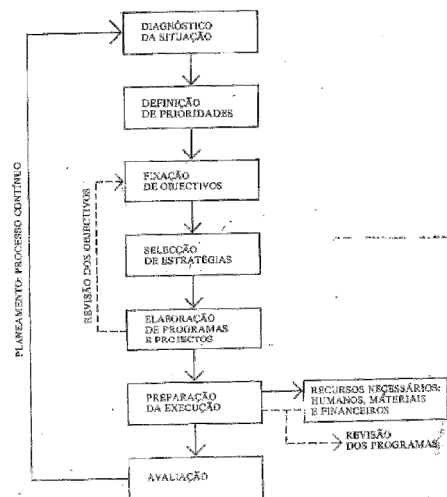 DIAGNÓSTICO
DA SITUAÇÃO
DEFINIÇÃO
DE PRIORIDADES
FIXAÇÃO
DE OBJECTIVOS
SELECÇÃO
DE ESTRATÉGIAS
ELABORAÇÃO
DE PROGRAMAS
E PROJECTOS
PREPARAÇÃO
DA EXECUÇÃO
RECURSOS NECESSÁRIOS:
HUMANOS, MATERIAIS
E FINANCEIROS
REVISÃO
DOS PROGRAMAS
AVALIAÇÃO
PLANEAMENTO: PROCESSO CONTÍNUO
REVISÃO DOS OBJECTIVOS